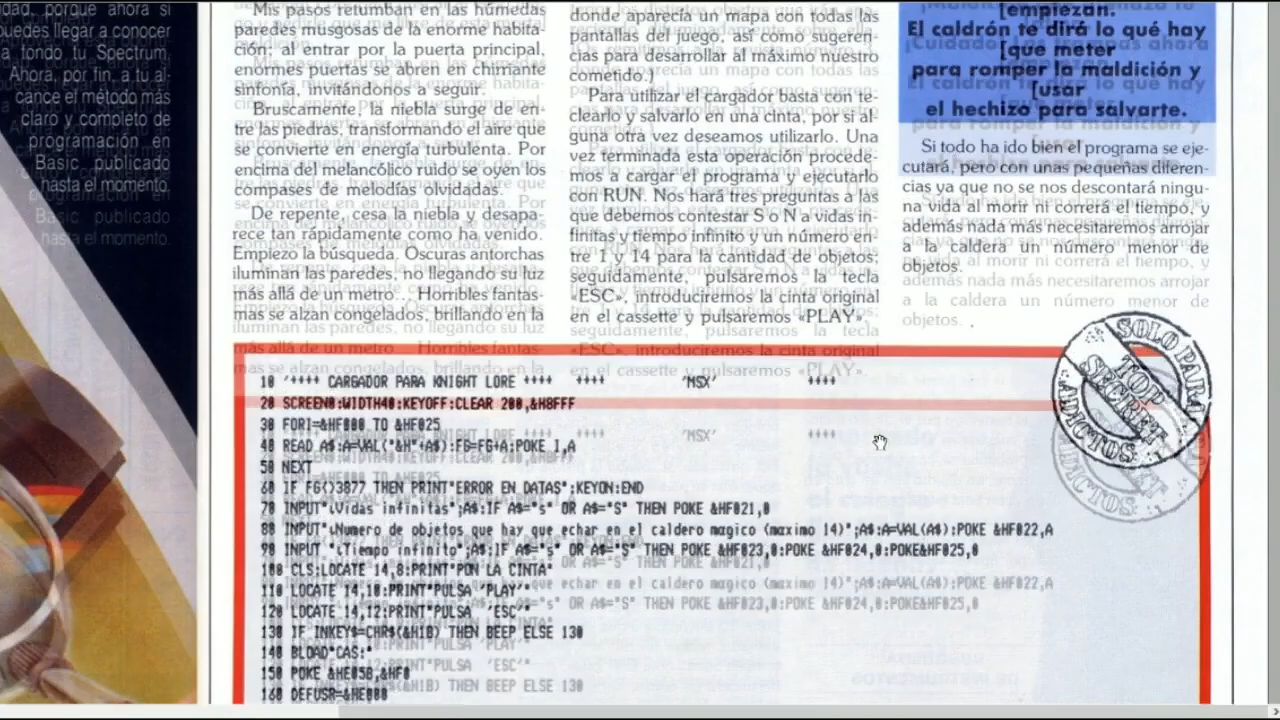 dad, porque ahora sí
puedes llegar a conocer
a fondo tu Spectrum.
Ahora, por fin, a tu al-
cance el método más
claro y completo de
programación en
Basic publicado
hasta el momento.
Mis pasos retumban en las húmedas
paredes musgosas de la enorme habita-
ción; al entrar por la puerta principal,
enormes puertas se abren en chirriante
sinfonía, invitándonos a seguir.
Bruscamente, la niebla surge de en-
tre las piedras, transformando el aire que
se convierte en energía turbulenta. Por
encima del melancólico ruido se oyen los
compases de melodías olvidadas.
De repente, cesa la niebla y desapa-
rece tan rápidamente como ha venido.
Empiezo la búsqueda. Oscuras antorchas
iluminan las paredes, no llegando su luz
más allá de un metro... Horribles fantas-
mas se alzan congelados, brillando en la
donde aparecía un mapa con todas las
pantallas del juego, así como sugeren-
cias para desarrollar al máximo nuestro
cometido.)
Para utilizar el cargador basta con te-
clearlo y salvarlo en una cinta, por si al-
guna otra vez deseamos utilizarlo. Una
vez terminada esta operación procede-
mos a cargar el programa y ejecutarlo
con RUN. Nos hará tres preguntas a las
que debemos contestar S o N a vidas in-
finitas y tiempo infinito y un número en-
tre 1 y 14 para la cantidad de objetos;
seguidamente, pulsaremos la tecla
«ESC», introduciremos la cinta original
en el cassette y pulsaremos «PLAY».
[empiezan.
El caldrón te dirá lo qué hay
[que meter
para romper la maldición y
[usar
el hechizo para salvarte.
Si todo ha ido bien el programa se eje-
cutará, pero con unas pequeñas diferen-
cias ya que no se nos descontará ningu-
na vida al morir ni correrá el tiempo, y
además nada más necesitaremos arrojar
a la caldera un número menor de
objetos.
SOLO PARA
TOP
SECRET
ADICTOS
10 '++++ CARGADOR PARA KNIGHT LORE ++++ ++++ 'MSX' ++++
20 SCREEN0:WIDTH40:KEYOFF:CLEAR 200,&H8FFF
30 FORI=&HF000 TO &HF025
40 READ A$:A=VAL("&H"+A$):FG=FG+A:POKE I,A
50 NEXT
60 IF FG<>3877 THEN PRINT"ERROR EN DATAS":KEYON:END
70 INPUT"¿Vidas infinitas";A$:IF A$="s" OR A$="S" THEN POKE &HF021,0
80 INPUT"¿Numero de objetos que hay que echar en el caldero magico (maximo 14)";A$:A=VAL(A$):POKE &HF022,A
90 INPUT "¿Tiempo infinito";A$:IF A$="s" OR A$="S" THEN POKE &HF023,0:POKE &HF024,0:POKE&HF025,0
100 CLS:LOCATE 14,8:PRINT"PON LA CINTA"
110 LOCATE 14,10:PRINT"PULSA 'PLAY'"
120 LOCATE 14,12:PRINT"PULSA 'ESC'"
130 IF INKEY$=CHR$(&H1B) THEN BEEP ELSE 130
140 BLOAD"CAS:"
150 POKE &HE05B,&HF0
160 DEFUSR=&HE000